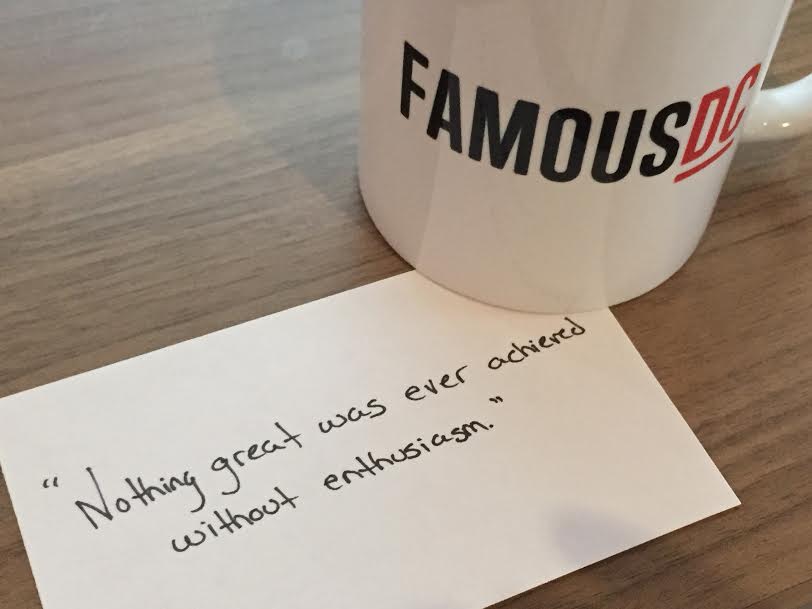 FAMOUSDC
“Nothing great was ever achieved
without enthusiasm.”